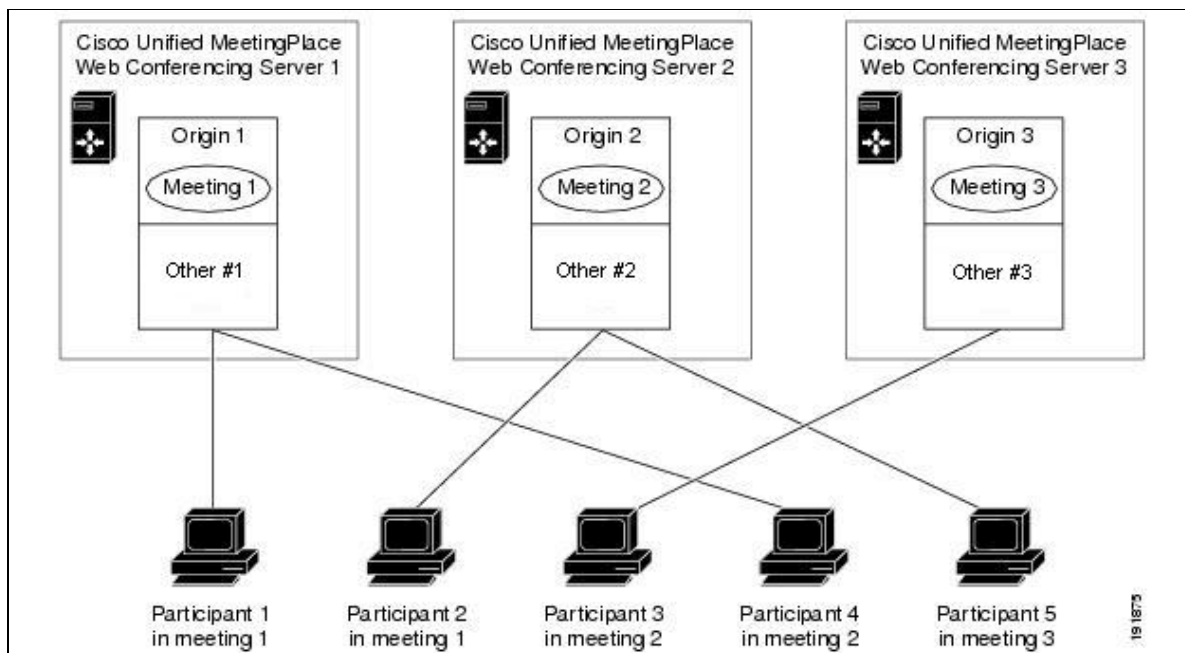 Cisco Unified MeetingPlace
Web Conferencing Server 1
Origin 1
Meeting 1
Other #1
Cisco Unified MeetingPlace
Web Conferencing Server 2
Origin 2
Meeting 2
Other #2
Cisco Unified MeetingPlace
Web Conferencing Server 3
Origin 3
Meeting 3
Other #3
Participant 1
in meeting 1
Participant 2
in meeting 1
Participant 3
in meeting 2
Participant 4
in meeting 2
Participant 5
in meeting 3
191875